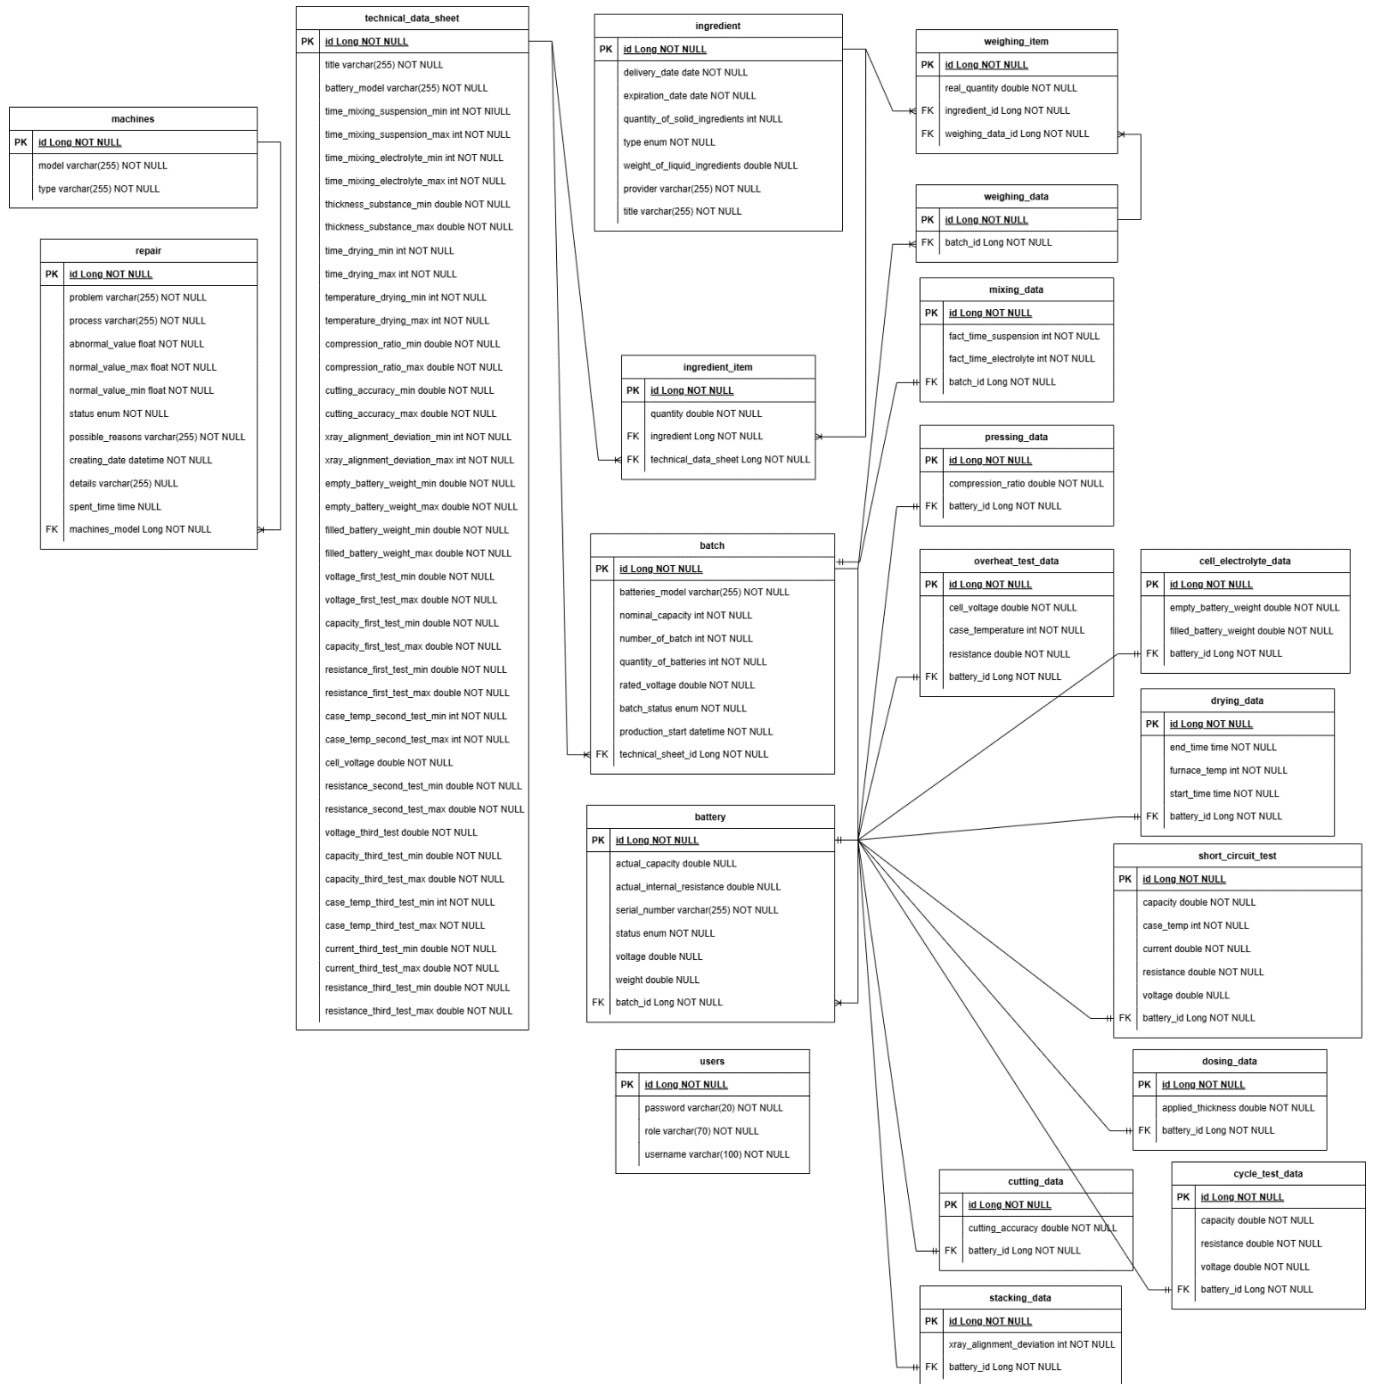 machines
PK id Long NOT NULL
model varchar(255) NOT NULL
type varchar(255) NOT NULL
repair
PK id Long NOT NULL
problem varchar(255) NOT NULL
process varchar(255) NOT NULL
abnormal_value float NOT NULL
normal_value_max float NOT NULL
normal_value_min float NOT NULL
status enum NOT NULL
possible_reasons varchar(255) NOT NULL
creating_date datetime NOT NULL
details varchar(255) NULL
spent_time time NULL
FK machines_model Long NOT NULL
technical_data_sheet
PK id Long NOT NULL
title varchar(255) NOT NULL
battery_model varchar(255) NOT NULL
time_mixing_suspension_min int NOT NIULL
time_mixing_suspension_max int NOT NULL
time_mixing_electrolyte_min int NOT NULL
time_mixing_electrolyte_max int NOT NULL
thickness_substance_min double NOT NULL
thickness_substance_max double NOT NULL
time_drying_min int NOT NULL
time_drying_max int NOT NULL
temperature_drying_min int NOT NULL
temperature_drying_max int NOT NULL
compression_ratio_min double NOT NULL
compression_ratio_max double NOT NULL
cutting_accuracy_min double NOT NULL
cutting_accuracy_max double NOT NULL
xray_alignment_deviation_min int NOT NULL
xray_alignment_deviation_max int NOT NULL
empty_battery_weight_min double NOT NULL
empty_battery_weight_max double NOT NULL
filled_battery_weight_min double NOT NULL
filled_battery_weight_max double NOT NULL
voltage_first_test_min double NOT NULL
voltage_first_test_max double NOT NULL
capacity_first_test_min double NOT NULL
capacity_first_test_max double NOT NULL
resistance_first_test_min double NOT NULL
resistance_first_test_max double NOT NULL
case_temp_second_test_min int NOT NULL
case_temp_second_test_max int NOT NULL
cell_voltage double NOT NULL
resistance_second_test_min double NOT NULL
resistance_second_test_max double NOT NULL
voltage_third_test double NOT NULL
capacity_third_test_min double NOT NULL
capacity_third_test_max double NOT NULL
case_temp_third_test_min int NOT NULL
case_temp_third_test_max NOT NULL
current_third_test_min double NOT NULL
current_third_test_max double NOT NULL
resistance_third_test_min double NOT NULL
resistance_third_test_max double NOT NULL
ingredient
PK id Long NOT NULL
delivery_date date NOT NULL
expiration_date date NOT NULL
quantity_of_solid_ingredients int NULL
type enum NOT NULL
weight_of_liquid_ingredients double NULL
provider varchar(255) NOT NULL
title varchar(255) NOT NULL
ingredient_item
PK id Long NOT NULL
quantity double NOT NULL
FK ingredient Long NOT NULL
FK technical_data_sheet Long NOT NULL
batch
PK id Long NOT NULL
batteries_model varchar(255) NOT NULL
nominal_capacity int NOT NULL
number_of_batch int NOT NULL
quantity_of_batteries int NOT NULL
rated_voltage double NOT NULL
batch_status enum NOT NULL
production_start datetime NOT NULL
FK technical_sheet_id Long NOT NULL
battery
PK id Long NOT NULL
actual_capacity double NULL
actual_internal_resistance double NULL
serial_number varchar(255) NOT NULL
status enum NOT NULL
voltage double NULL
weight double NULL
FK batch_id Long NOT NULL
users
PK id Long NOT NULL
password varchar(20) NOT NULL
role varchar(70) NOT NULL
username varchar(100) NOT NULL
weighing_item
PK id Long NOT NULL
real_quantity double NOT NULL
FK ingredient_id Long NOT NULL
FK weighing_data_id Long NOT NULL
weighing_data
PK id Long NOT NULL
FK batch_id Long NOT NULL
mixing_data
PK id Long NOT NULL
fact_time_suspension int NOT NULL
fact_time_electrolyte int NOT NULL
FK batch_id Long NOT NULL
pressing_data
PK id Long NOT NULL
compression_ratio double NOT NULL
FK battery_id Long NOT NULL
overheat_test_data
PK id Long NOT NULL
cell_voltage double NOT NULL
case_temperature int NOT NULL
resistance double NOT NULL
FK battery_id Long NOT NULL
cell_electrolyte_data
PK id Long NOT NULL
empty_battery_weight double NOT NULL
filled_battery_weight double NOT NULL
FK battery_id Long NOT NULL
drying_data
PK id Long NOT NULL
end_time time NOT NULL
furnace_temp int NOT NULL
start_time time NOT NULL
FK battery_id Long NOT NULL
short_circuit_test
PK id Long NOT NULL
capacity double NOT NULL
case_temp int NOT NULL
current double NOT NULL
resistance double NOT NULL
voltage double NULL
FK battery_id Long NOT NULL
dosing_data
PK id Long NOT NULL
applied_thickness double NOT NULL
FK battery_id Long NOT NULL
cutting_data
PK id Long NOT NULL
cutting_accuracy double NOT NULL
FK battery_id Long NOT NULL
cycle_test_data
PK id Long NOT NULL
capacity double NOT NULL
resistance double NOT NULL
voltage double NOT NULL
FK battery_id Long NOT NULL
stacking_data
PK id Long NOT NULL
xray_alignment_deviation int NOT NULL
FK battery_id Long NOT NULL